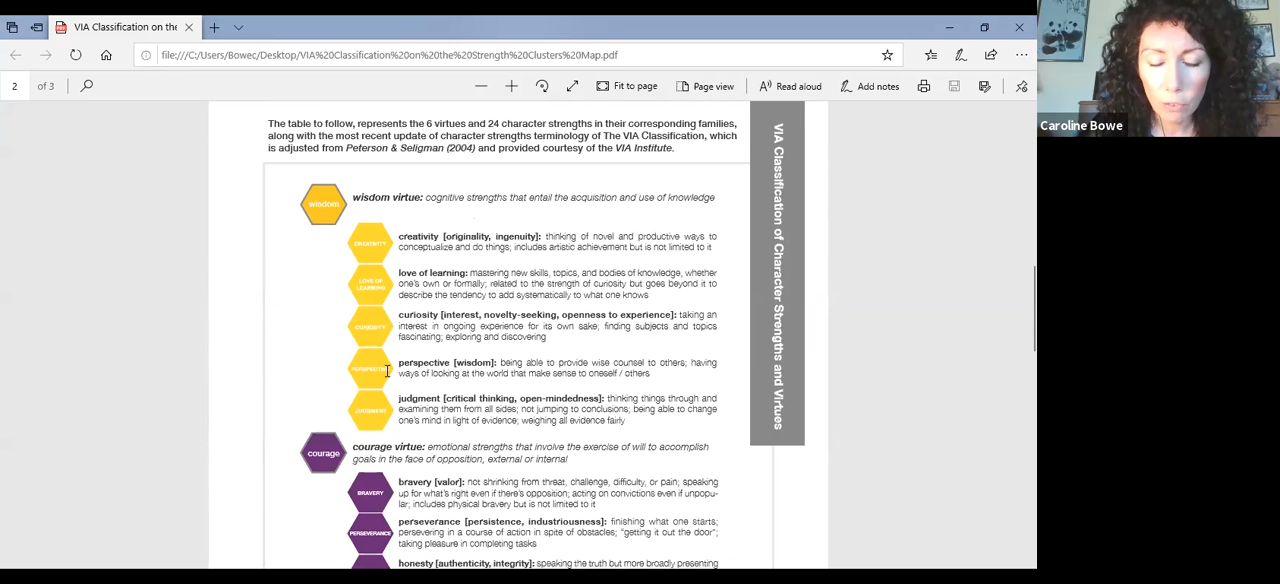 VIA Classification on the
file:///C:/Users/Bowec/Desktop/VIA%20Classification%20on%20the%20Strength%20Clusters%20Map.pdf
2 of 3
Fit to page
Page view
Read aloud
Add notes
Caroline Bowe
The table to follow, represents the 6 virtues and 24 character strengths in their corresponding families,
along with the most recent update of character strengths terminology of The VIA Classification, which
is adjusted from Peterson & Seligman (2004) and provided courtesy of the VIA Institute.
VIA Classification of Character Strengths and Virtues
wisdom
wisdom virtue: cognitive strengths that entail the acquisition and use of knowledge
CREATIVITY
creativity [originality, ingenuity]: thinking of novel and productive ways to
conceptualize and do things; includes artistic achievement but is not limited to it
LOVE OF
LEARNING
love of learning: mastering new skills, topics, and bodies of knowledge, whether
one's own or formally; related to the strength of curiosity but goes beyond it to
describe the tendency to add systematically to what one knows
CURIOSITY
curiosity [interest, novelty-seeking, openness to experience]: taking an
interest in ongoing experience for its own sake; finding subjects and topics
fascinating; exploring and discovering
PERSPECTIVE
perspective [wisdom]: being able to provide wise counsel to others; having
ways of looking at the world that make sense to oneself / others
JUDGMENT
judgment [critical thinking, open-mindedness]: thinking things through and
examining them from all sides; not jumping to conclusions; being able to change
one's mind in light of evidence; weighing all evidence fairly
courage
courage virtue: emotional strengths that involve the exercise of will to accomplish
goals in the face of opposition, external or internal
BRAVERY
bravery [valor]: not shrinking from threat, challenge, difficulty, or pain; speaking
up for what's right even if there's opposition; acting on convictions even if unpopu-
lar; includes physical bravery but is not limited to it
PERSEVERANCE
perseverance [persistence, industriousness]: finishing what one starts;
persevering in a course of action in spite of obstacles; "getting it out the door";
taking pleasure in completing tasks
honesty [authenticity, integrity]: speaking the truth but more broadly presenting